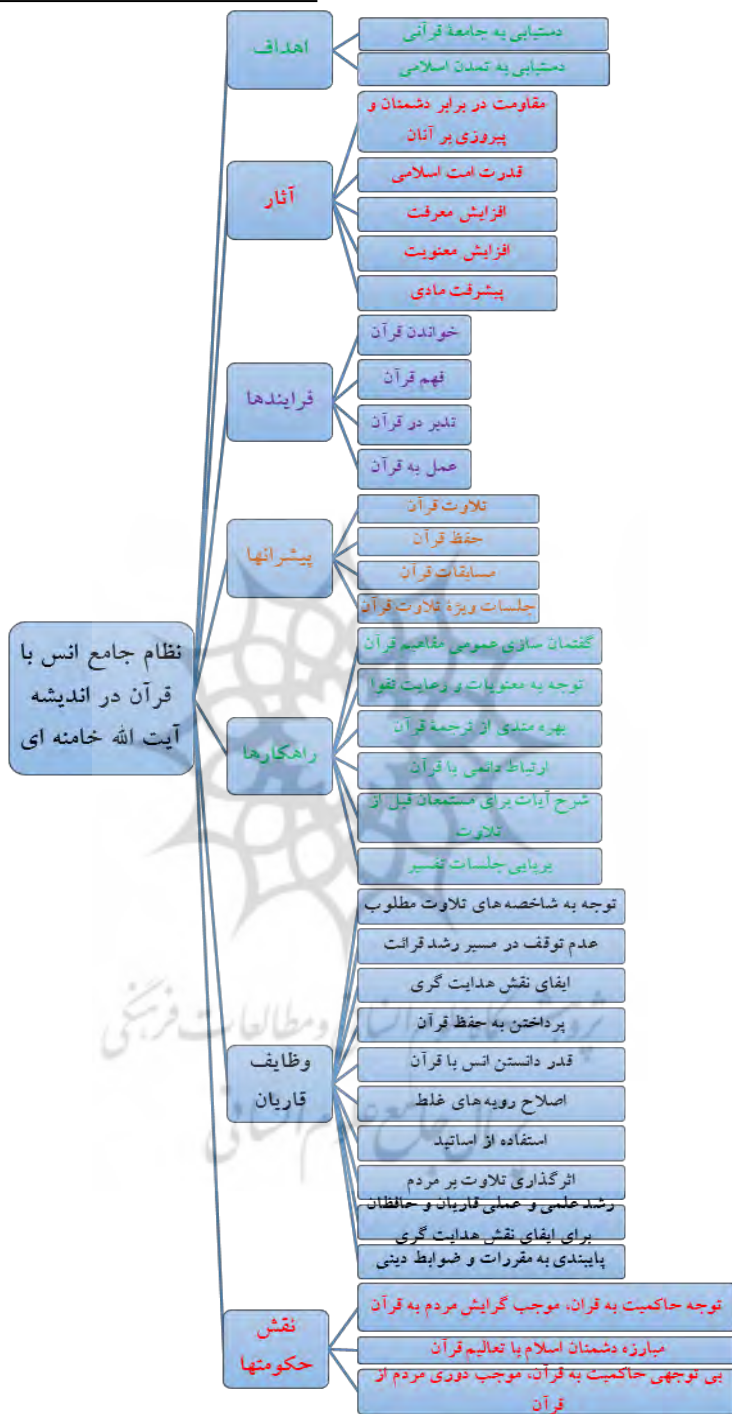 نظام جامع انس با
قرآن در اندیشه
آیت الله خامنه ای
اهداف
دستیابی به جامعهٔ قرآنی
دستیابی به تمدن اسلامی
آثار
مقاومت در برابر دشمنان و
پیروزی بر آنان
قدرت امت اسلامی
افزایش معرفت
افزایش معنویت
پیشرفت مادی
فرایندها
خواندن قرآن
فهم قرآن
تدبر در قرآن
عمل به قرآن
پیشرانها
تلاوت قرآن
حفظ قرآن
مسابقات قرآن
جلسات ویژهٔ تلاوت قرآن
راهکارها
گفتمان سازی عمومی مفاهیم قرآن
توجه به معنویات و رعایت تقوا
بهره مندی از ترجمهٔ قرآن
ارتباط دائمی با قرآن
شرح آیات برای مستمعان قبل از
تلاوت
برپایی جلسات تفسیر
وظایف
قاریان
توجه به شاخصه های تلاوت مطلوب
عدم توقف در مسیر رشد قرائت
ایفای نقش هدایت گری
پرداختن به حفظ قرآن
قدر دانستن انس با قرآن
اصلاح رویه های غلط
استفاده از اساتید
اثرگذاری تلاوت بر مردم
رشد علمی و عملی قاریان و حافظان
برای ایفای نقش هدایت گری
پایبندی به مقررات و ضوابط دینی
نقش
حکومتها
توجه حاکمیت به قران، موجب گرایش مردم به قرآن
مبارزه دشمنان اسلام با تعالیم قرآن
بی توجهی حاکمیت به قرآن، موجب دوری مردم از
قرآن